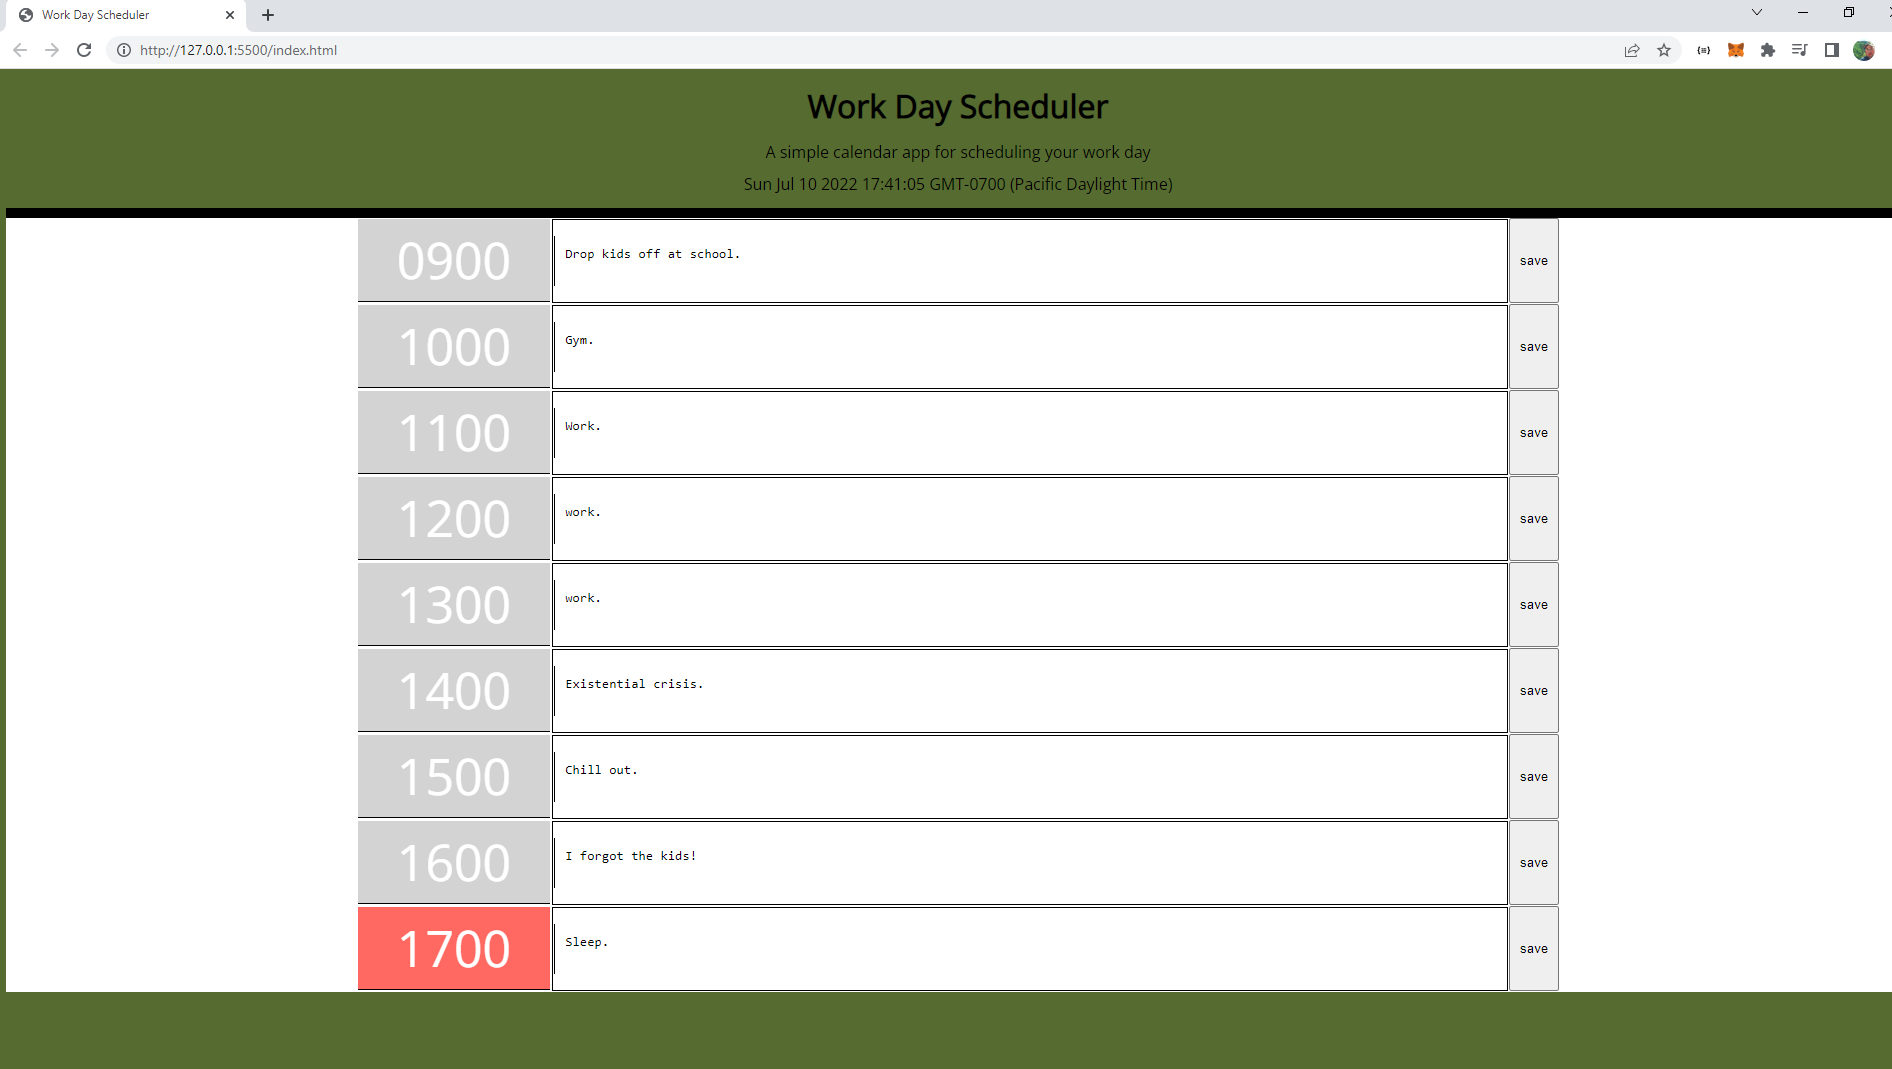 Work Day Scheduler
http://127.0.0.1:5500/index.html
Work Day Scheduler
A simple calendar app for scheduling your work day
Sun Jul 10 2022 17:41:05 GMT-0700 (Pacific Daylight Time)
0900 Drop kids off at school. save
1000 Gym. save
1100 Work. save
1200 work. save
1300 work. save
1400 Existential crisis. save
1500 Chill out. save
1600 I forgot the kids! save
1700 Sleep. save